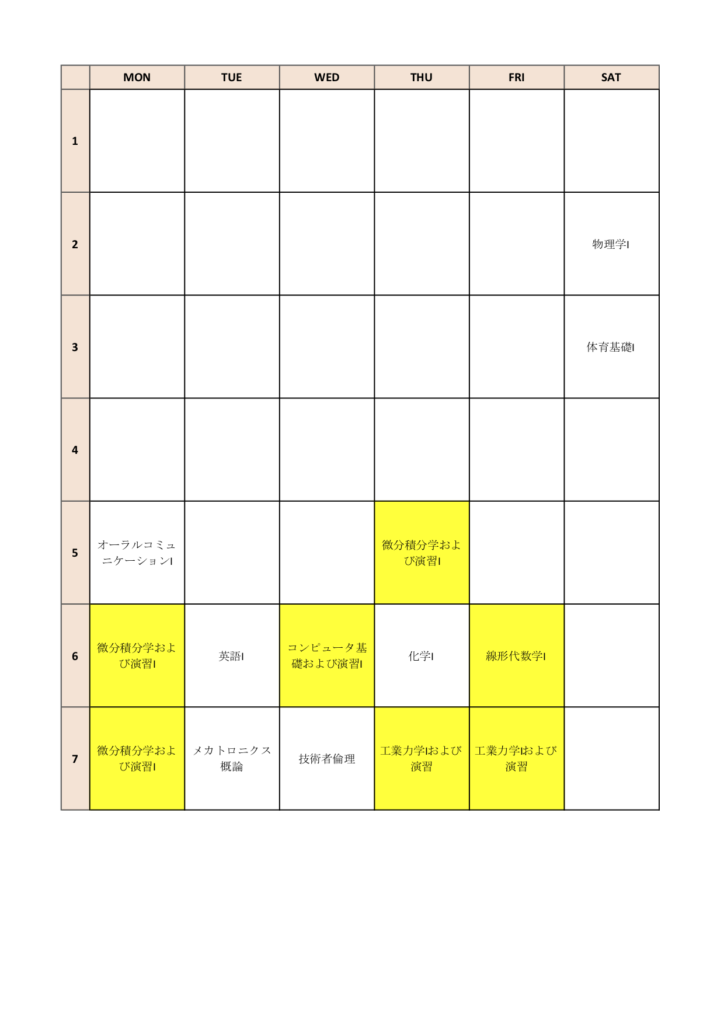 MON TUE WED THU FRI SAT
1
2 物理学I
3 体育基礎I
4
5 オーラルコミュ
ニケーションI 微分積分学およ
び演習I
6 微分積分学およ
び演習I 英語I コンピュータ基
礎および演習I 化学I 線形代数学I
7 微分積分学およ
び演習I メカトロニクス
概論 技術者倫理 工業力学Iおよび
演習 工業力学Iおよび
演習